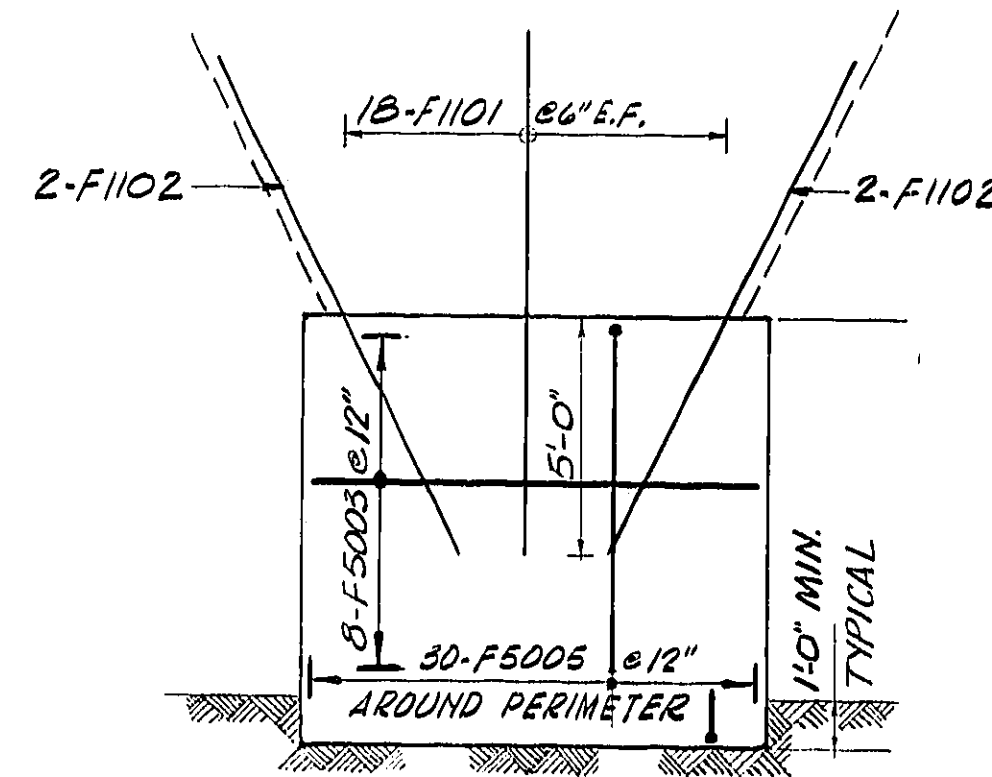 18-F1101 @6" E.F.
2-F1102
2-F1102
8-F5003 @12"
5'-0"
30-F5005 @12"
AROUND PERIMETER
1'-0" MIN.
TYPICAL